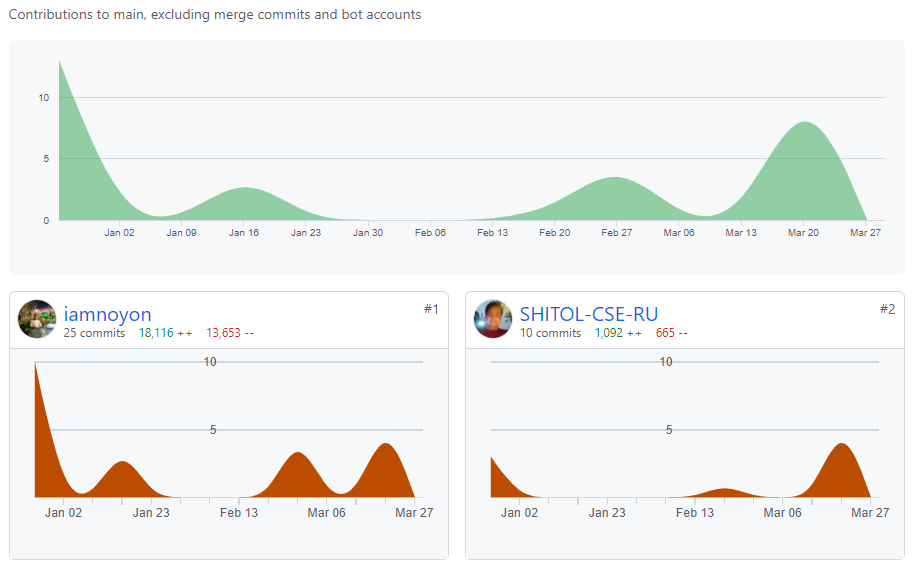 Contributions to main, excluding merge commits and bot accounts
10
5
0
Jan 02 Jan 09 Jan 16 Jan 23 Jan 30 Feb 06 Feb 13 Feb 20 Feb 27 Mar 06 Mar 13 Mar 20 Mar 27
iamnoyon #1
25 commits 18,116 ++ 13,653 --
10
5
Jan 02 Jan 23 Feb 13 Mar 06 Mar 27
SHITOL-CSE-RU #2
10 commits 1,092 ++ 665 --
10
5
Jan 02 Jan 23 Feb 13 Mar 06 Mar 27